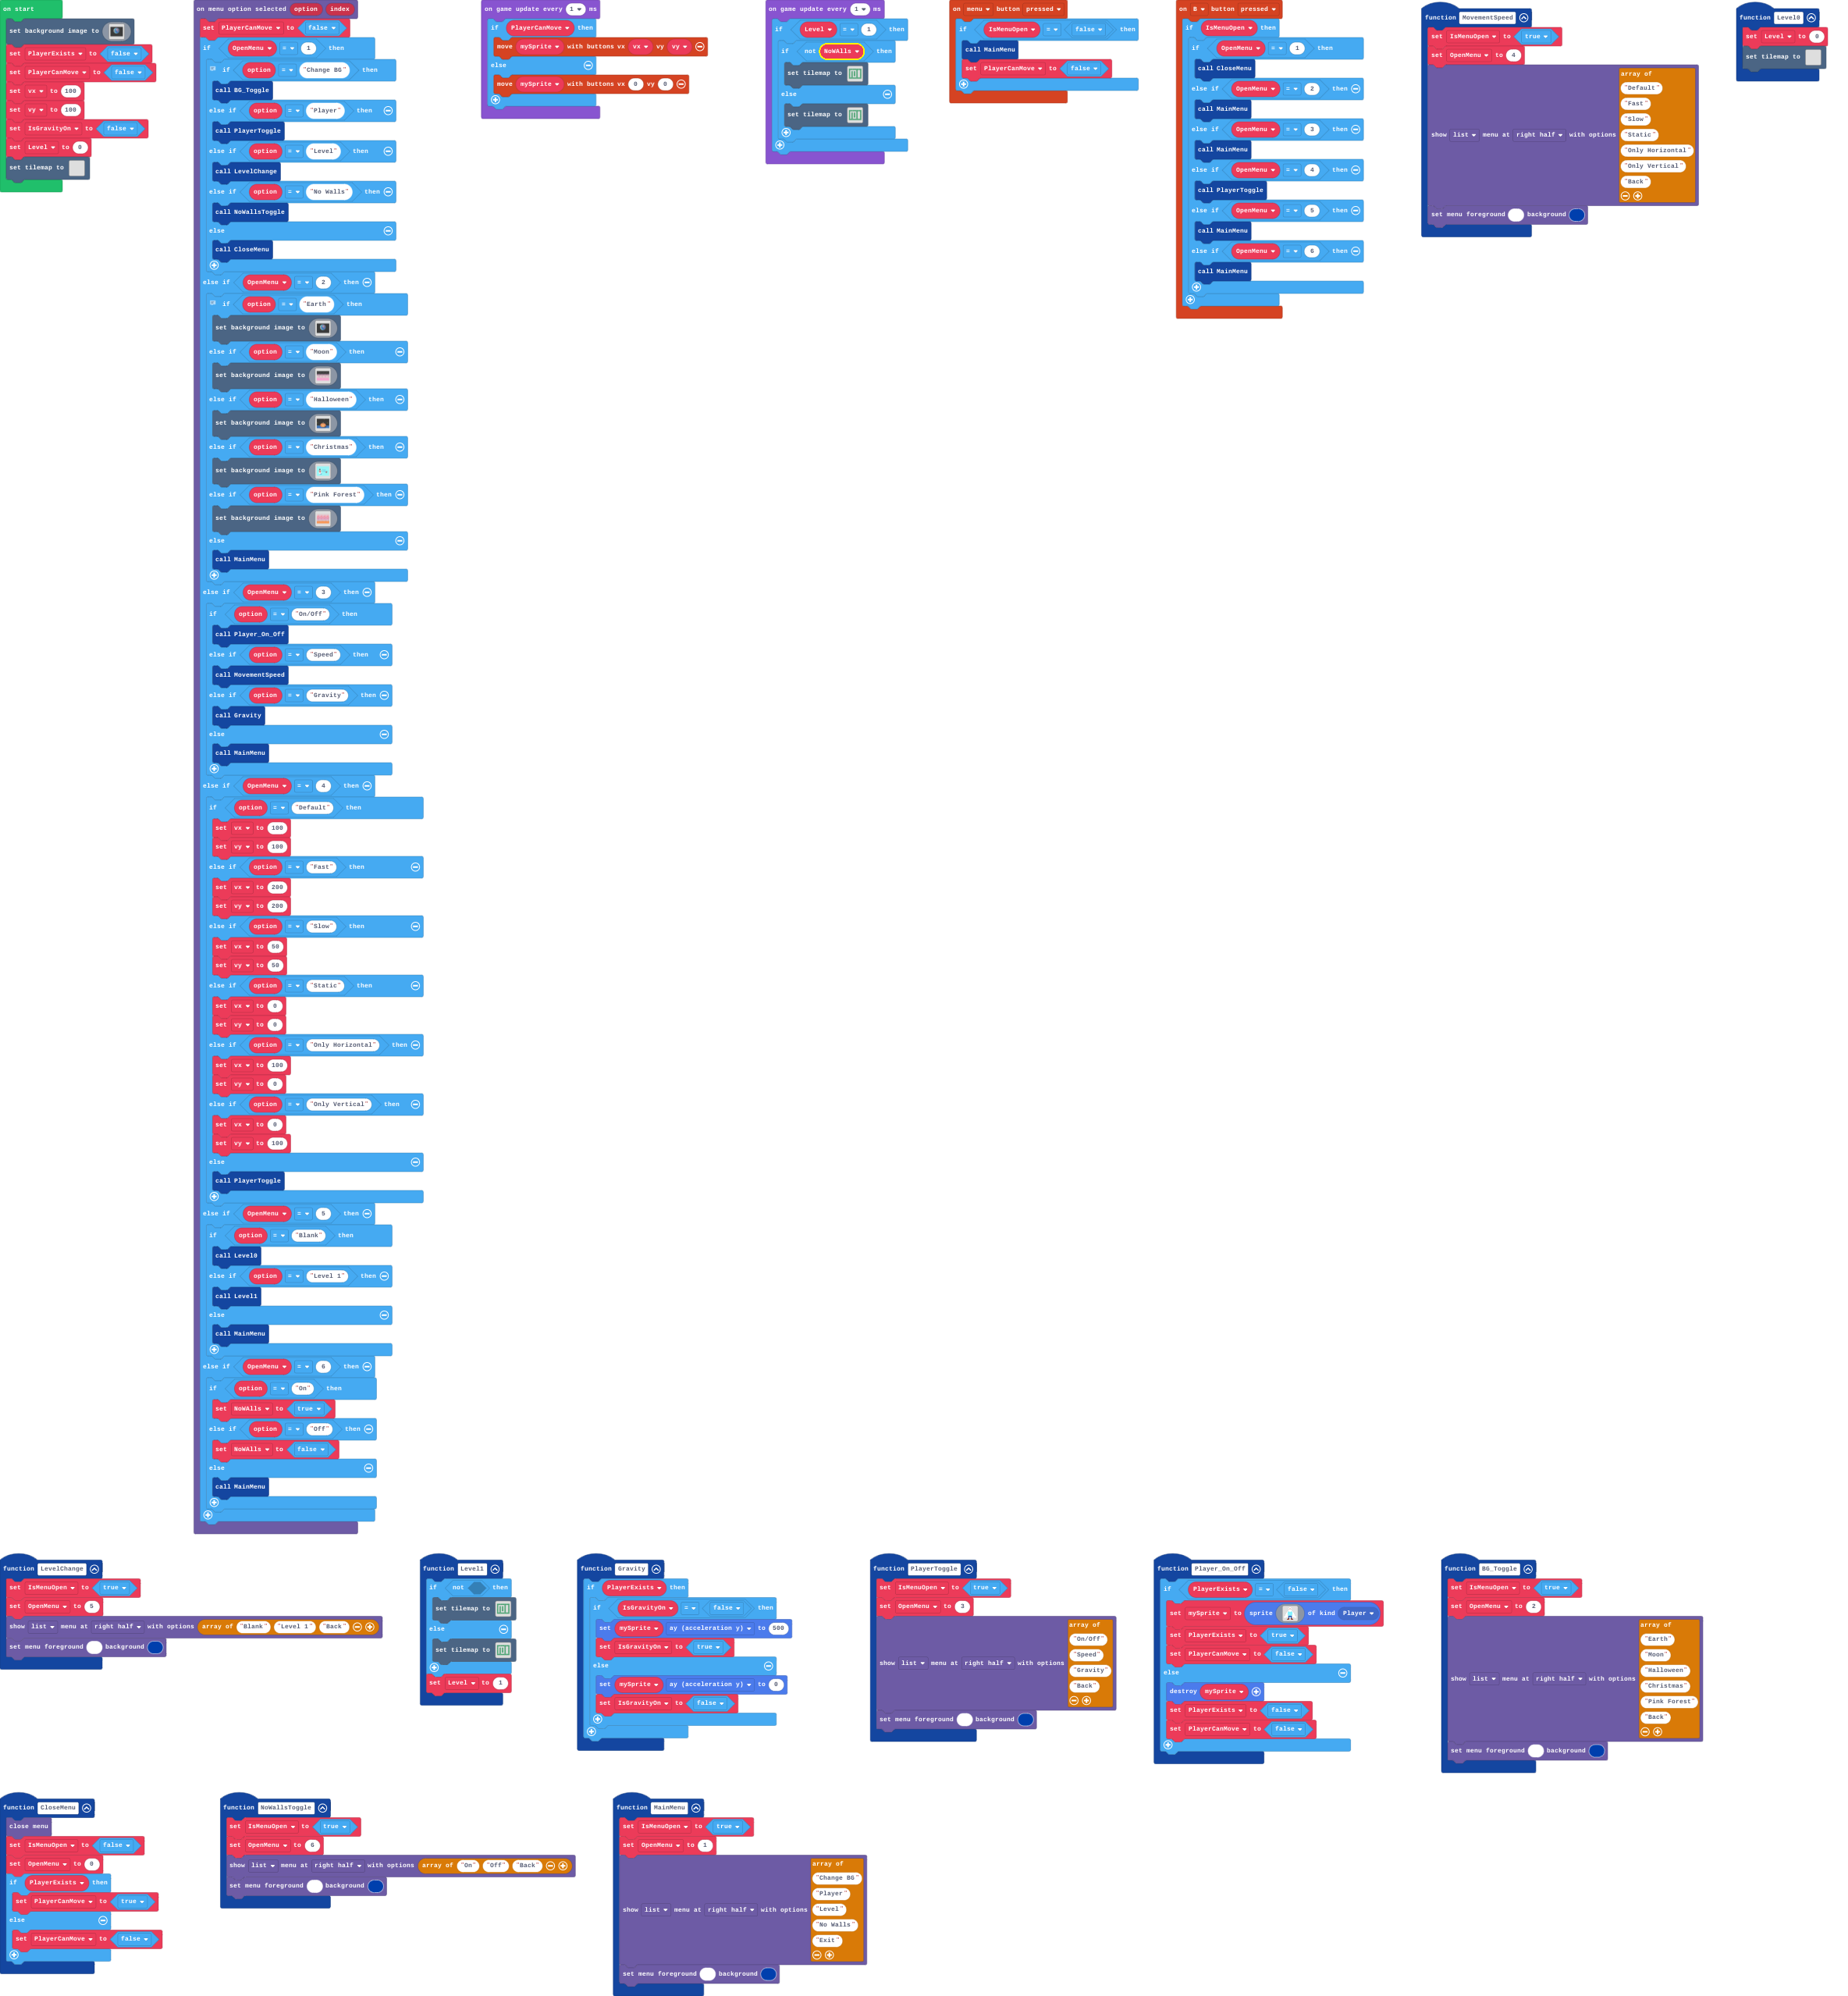 on start
set background image to
set PlayerExists to false
set PlayerCanMove to false
set vx to 100
set vy to 100
set IsGravityOn to false
set Level to 0
set tilemap to
on menu option selected option index
set PlayerCanMove to false
if OpenMenu = 1 then
if option = "Change BG" then
call BG_Toggle
else if option = "Player" then
call PlayerToggle
else if option = "Level" then
call LevelChange
else if option = "No Walls" then
call NoWallsToggle
else
call CloseMenu
else if OpenMenu = 2 then
if option = "Earth" then
set background image to
else if option = "Moon" then
set background image to
else if option = "Halloween" then
set background image to
else if option = "Christmas" then
set background image to
else if option = "Pink Forest" then
set background image to
else
call MainMenu
else if OpenMenu = 3 then
if option = "On/Off" then
call Player_On_Off
else if option = "Speed" then
call MovementSpeed
else if option = "Gravity" then
call Gravity
else
call MainMenu
else if OpenMenu = 4 then
if option = "Default" then
set vx to 100
set vy to 100
else if option = "Fast" then
set vx to 200
set vy to 200
else if option = "Slow" then
set vx to 50
set vy to 50
else if option = "Static" then
set vx to 0
set vy to 0
else if option = "Only Horizontal" then
set vx to 100
set vy to 0
else if option = "Only Vertical" then
set vx to 0
set vy to 100
else
call PlayerToggle
else if OpenMenu = 5 then
if option = "Blank" then
call Level0
else if option = "Level 1" then
call Level1
else
call MainMenu
else if OpenMenu = 6 then
if option = "On" then
set NoWAlls to true
else if option = "Off" then
set NoWAlls to false
else
call MainMenu
on game update every 1 ms
if PlayerCanMove then
move mySprite with buttons vx vx vy vy
else
move mySprite with buttons vx 0 vy 0
on game update every 1 ms
if Level = 1 then
if not NoWAlls then
set tilemap to
else
set tilemap to
on menu button pressed
if IsMenuOpen = false then
call MainMenu
set PlayerCanMove to false
on B button pressed
if IsMenuOpen then
if OpenMenu = 1 then
call CloseMenu
else if OpenMenu = 2 then
call MainMenu
else if OpenMenu = 3 then
call MainMenu
else if OpenMenu = 4 then
call PlayerToggle
else if OpenMenu = 5 then
call MainMenu
else if OpenMenu = 6 then
call MainMenu
function MovementSpeed
set IsMenuOpen to true
set OpenMenu to 4
show list menu at right half with options
array of
"Default"
"Fast"
"Slow"
"Static"
"Only Horizontal"
"Only Vertical"
"Back"
set menu foreground background
function Level0
set Level to 0
set tilemap to
function LevelChange
set IsMenuOpen to true
set OpenMenu to 5
show list menu at right half with options array of "Blank" "Level 1" "Back"
set menu foreground background
function Level1
if not then
set tilemap to
else
set tilemap to
set Level to 1
function Gravity
if PlayerExists then
if IsGravityOn = false then
set mySprite ay (acceleration y) to 500
set IsGravityOn to true
else
set mySprite ay (acceleration y) to 0
set IsGravityOn to false
function PlayerToggle
set IsMenuOpen to true
set OpenMenu to 3
show list menu at right half with options
array of
"On/Off"
"Speed"
"Gravity"
"Back"
set menu foreground background
function Player_On_Off
if PlayerExists = false then
set mySprite to sprite of kind Player
set PlayerExists to true
set PlayerCanMove to false
else
destroy mySprite
set PlayerExists to false
set PlayerCanMove to false
function BG_Toggle
set IsMenuOpen to true
set OpenMenu to 2
show list menu at right half with options
array of
"Earth"
"Moon"
"Halloween"
"Christmas"
"Pink Forest"
"Back"
set menu foreground background
function CloseMenu
close menu
set IsMenuOpen to false
set OpenMenu to 0
if PlayerExists then
set PlayerCanMove to true
else
set PlayerCanMove to false
function NoWallsToggle
set IsMenuOpen to true
set OpenMenu to 6
show list menu at right half with options array of "On" "Off" "Back"
set menu foreground background
function MainMenu
set IsMenuOpen to true
set OpenMenu to 1
show list menu at right half with options
array of
"Change BG"
"Player"
"Level"
"No Walls"
"Exit"
set menu foreground background